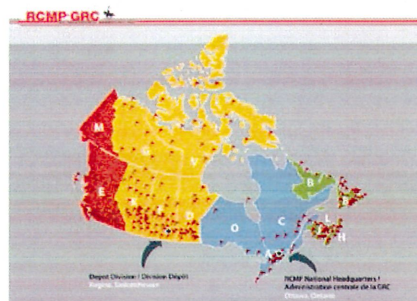 RCMP GRC
M
G
V
E
K
F
D
O
C
B
B
L
J
H
Depot Division / Division Dépôt
Regina, Saskatchewan
RCMP National Headquarters /
Administration centrale de la GRC
Ottawa, Ontario